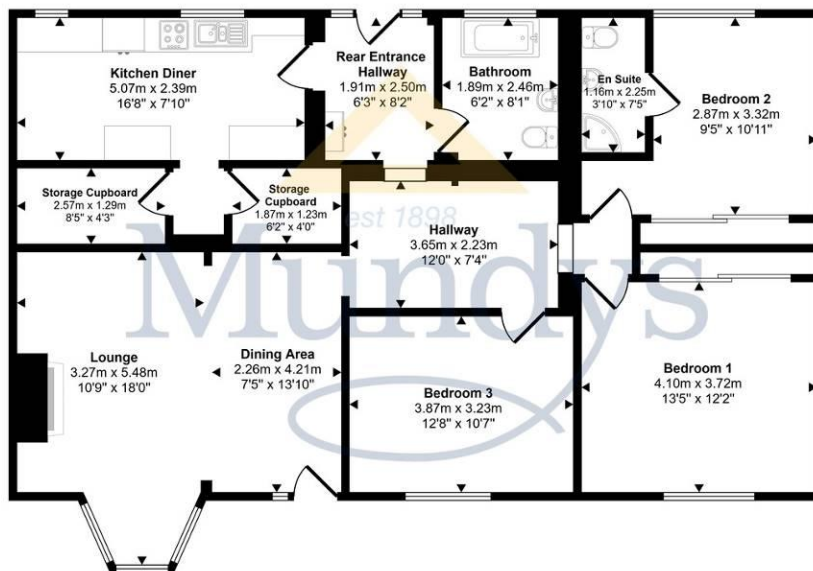 Kitchen Diner
5.07m x 2.39m
16'8" x 7'10"
Rear Entrance
Hallway
1.91m x 2.50m
6'3" x 8'2"
Bathroom
1.89m x 2.46m
6'2" x 8'1"
En Suite
1.16m x 2.25m
3'10" x 7'5"
Bedroom 2
2.87m x 3.32m
9'5" x 10'11"
Storage Cupboard
2.57m x 1.29m
8'5" x 4'3"
Storage
Cupboard
1.87m x 1.23m
6'2" x 4'0"
est 1898
Mundys
Hallway
3.65m x 2.23m
12'0" x 7'4"
Lounge
3.27m x 5.48m
10'9" x 18'0"
Dining Area
2.26m x 4.21m
7'5" x 13'10"
Bedroom 3
3.87m x 3.23m
12'8" x 10'7"
Bedroom 1
4.10m x 3.72m
13'5" x 12'2"